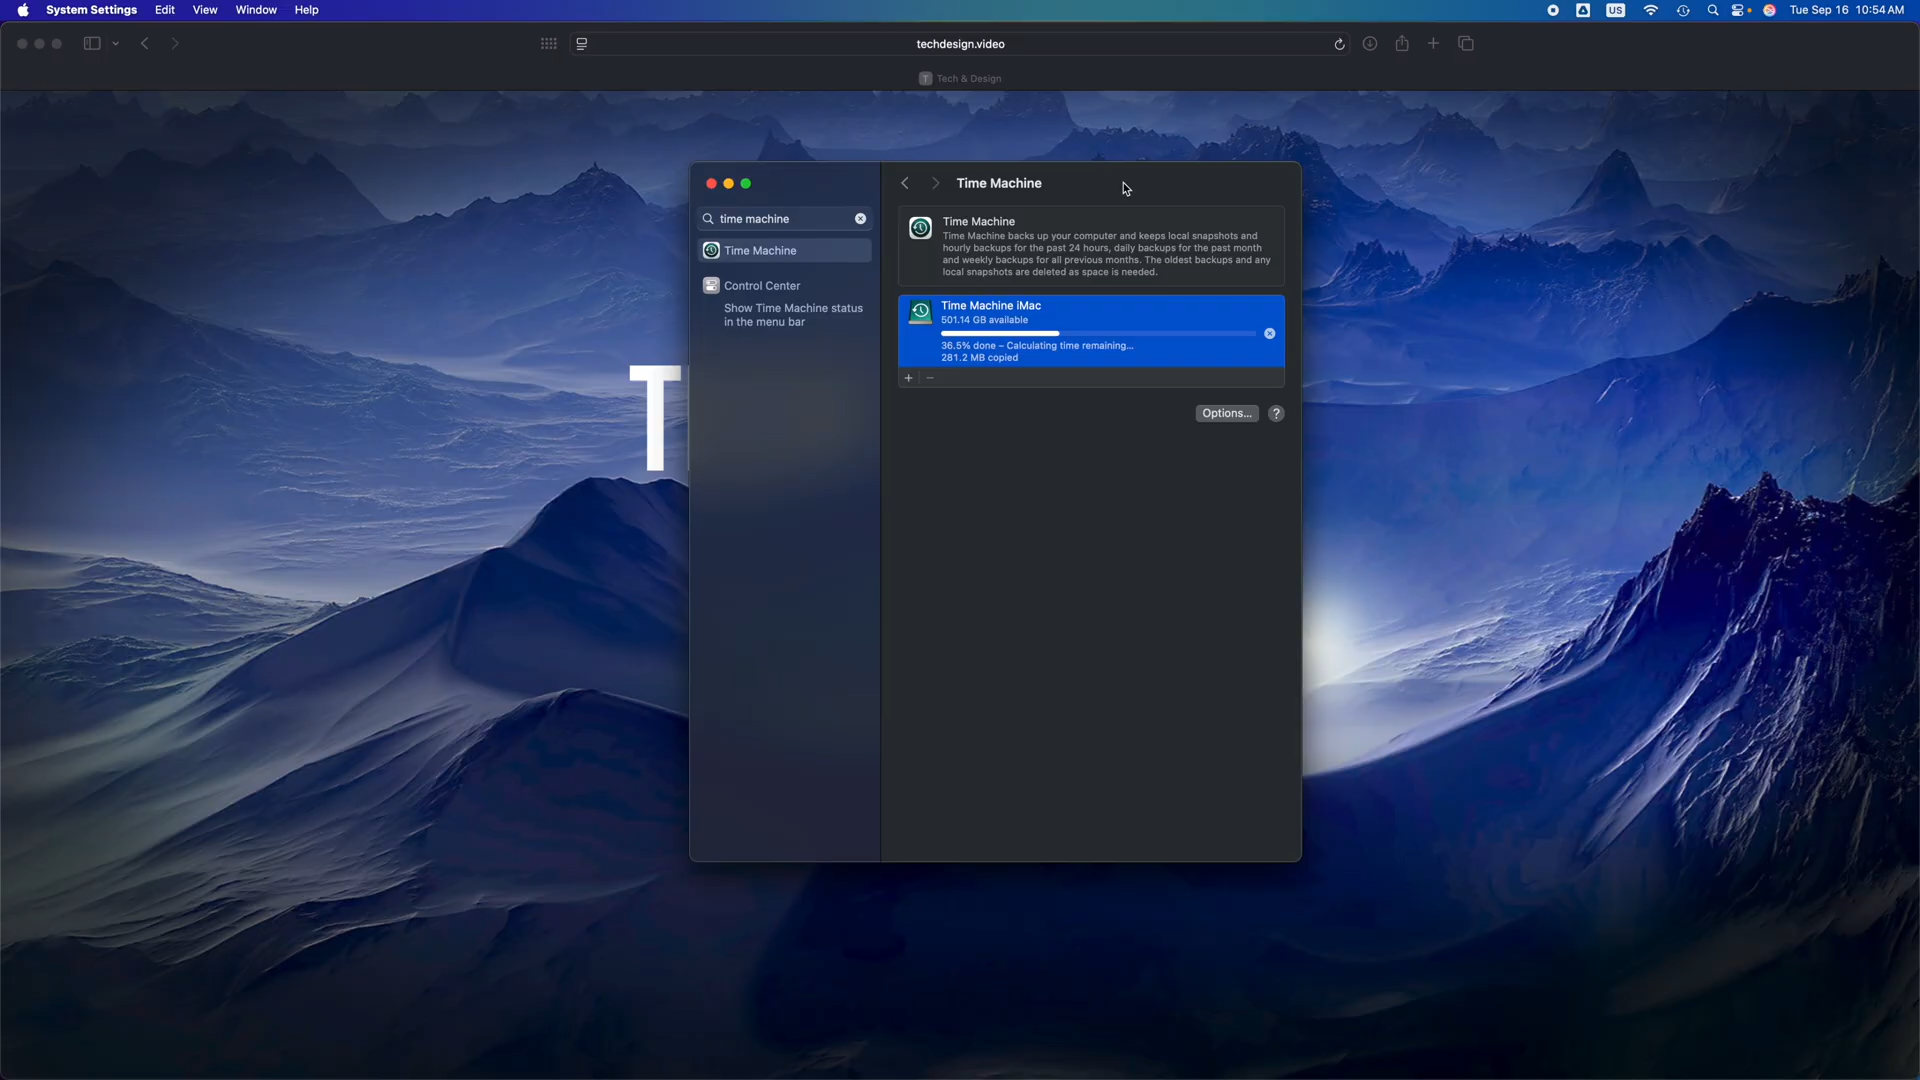 System Settings Edit View Window Help
US
Tue Sep 16 10:54 AM
techdesign.video
T Tech & Design
Time Machine
time machine
Time Machine
Control Center
Show Time Machine status
in the menu bar
Time Machine
Time Machine backs up your computer and keeps local snapshots and
hourly backups for the past 24 hours, daily backups for the past month
and weekly backups for all previous months. The oldest backups and any
local snapshots are deleted as space is needed.
Time Machine iMac
501.14 GB available
36.5% done – Calculating time remaining...
281.2 MB copied
+ −
Options... ?
T